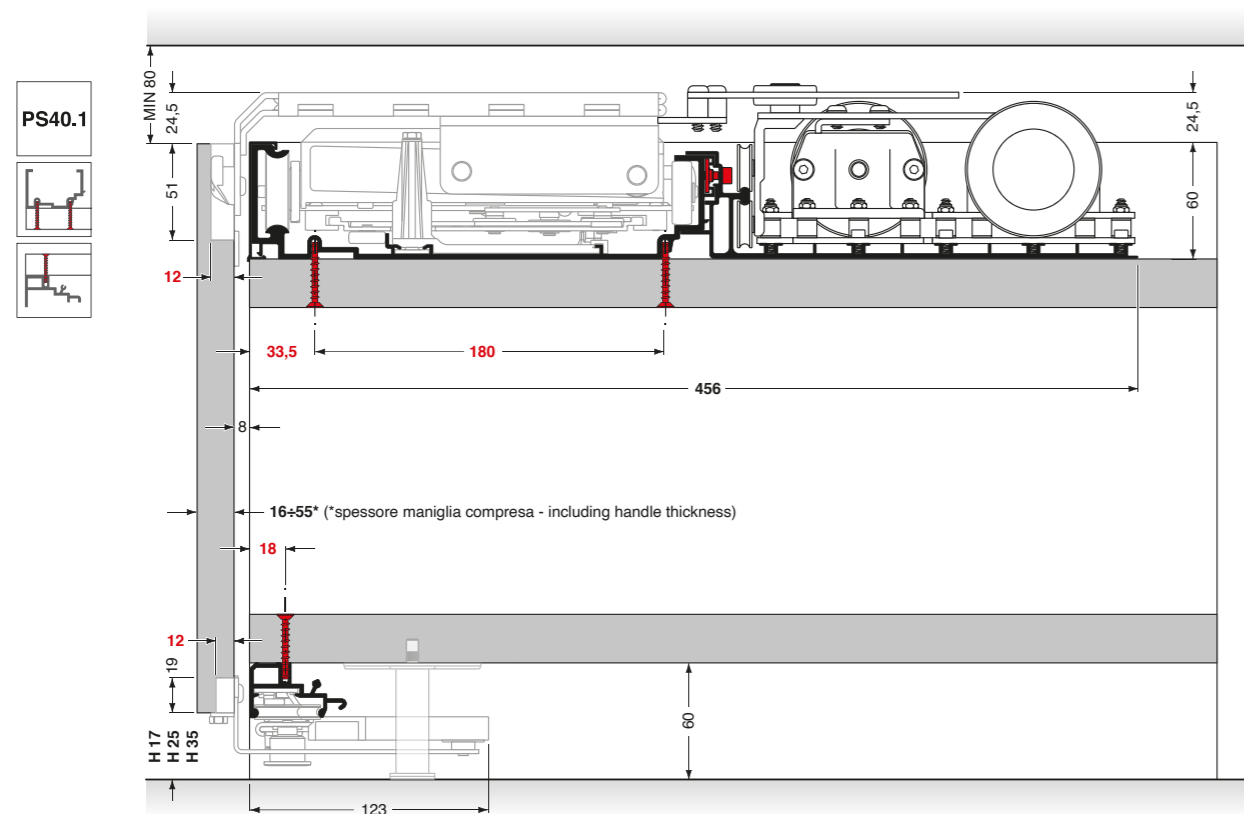 PS40.1
MIN 80
24,5
24,5
51
60
12
33,5
180
456
8
16÷55* (*spessore maniglia compresa - including handle thickness)
18
12
19
60
H 17
H 25
H 35
123